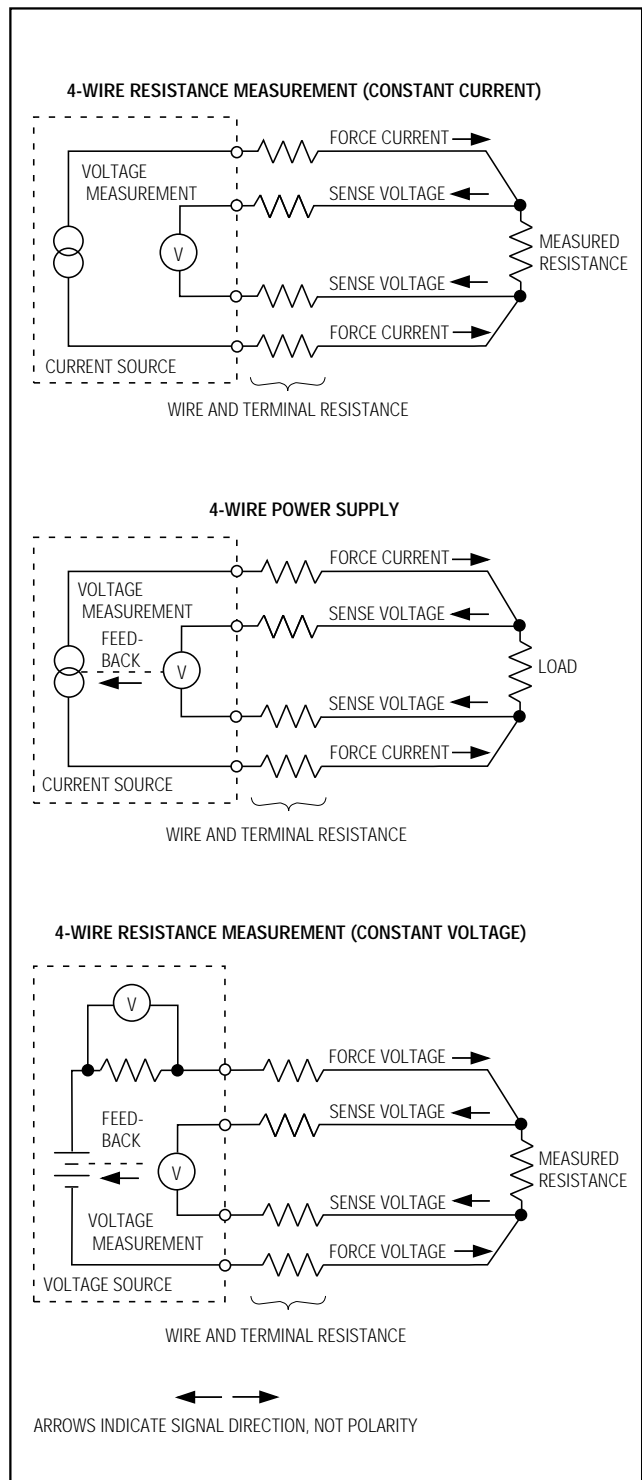 4-WIRE RESISTANCE MEASUREMENT (CONSTANT CURRENT)
FORCE CURRENT
VOLTAGE
MEASUREMENT
SENSE VOLTAGE
V
MEASURED
RESISTANCE
SENSE VOLTAGE
FORCE CURRENT
CURRENT SOURCE
WIRE AND TERMINAL RESISTANCE
4-WIRE POWER SUPPLY
FORCE CURRENT
VOLTAGE
MEASUREMENT
SENSE VOLTAGE
FEED-
BACK
V
LOAD
SENSE VOLTAGE
FORCE CURRENT
CURRENT SOURCE
WIRE AND TERMINAL RESISTANCE
4-WIRE RESISTANCE MEASUREMENT (CONSTANT VOLTAGE)
V
FORCE VOLTAGE
SENSE VOLTAGE
FEED-
BACK
V
MEASURED
RESISTANCE
SENSE VOLTAGE
VOLTAGE
MEASUREMENT
FORCE VOLTAGE
VOLTAGE SOURCE
WIRE AND TERMINAL RESISTANCE
ARROWS INDICATE SIGNAL DIRECTION, NOT POLARITY